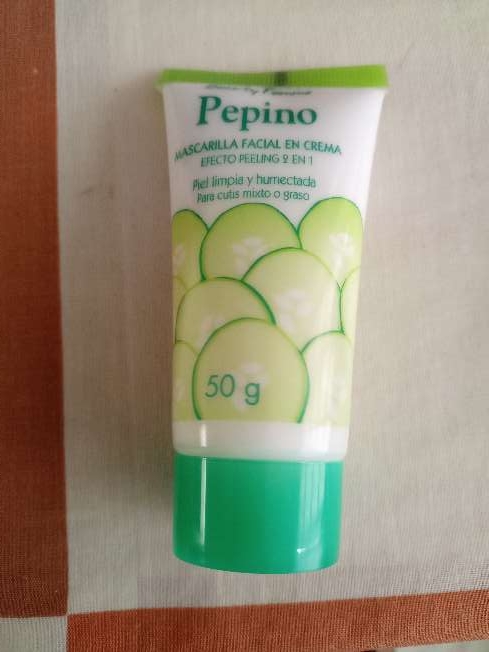 Pepino
MASCARILLA FACIAL EN CREMA
EFECTO PEELING 2 EN 1
Piel limpia y humectada
Para cutis mixto o graso
50 g